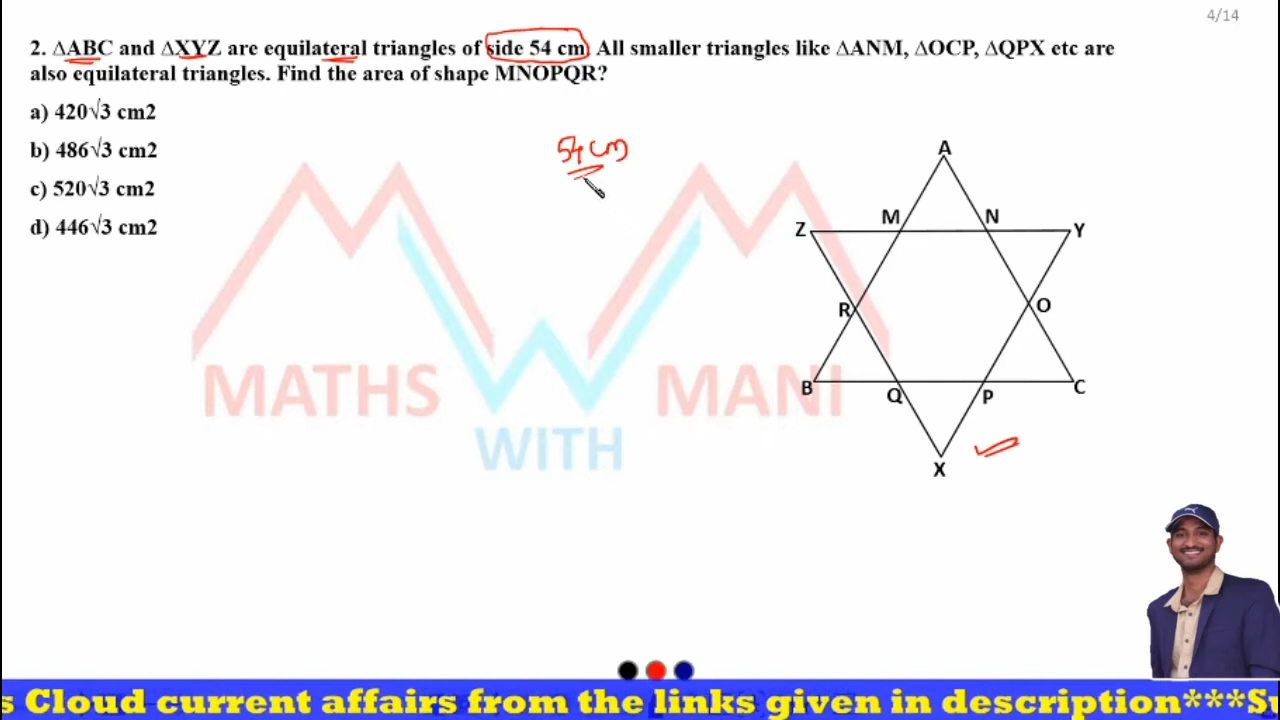 4/14
2. ΔABC and ΔXYZ are equilateral triangles of side 54 cm. All smaller triangles like ΔANM, ΔOCP, ΔQPX etc are
also equilateral triangles. Find the area of shape MNOPQR?
a) 420√3 cm2
b) 486√3 cm2
c) 520√3 cm2
d) 446√3 cm2
54 cm
A
Z M N Y
R O
B Q P C
X
MATHS MANI
WITH
s Cloud current affairs from the links given in description***Su